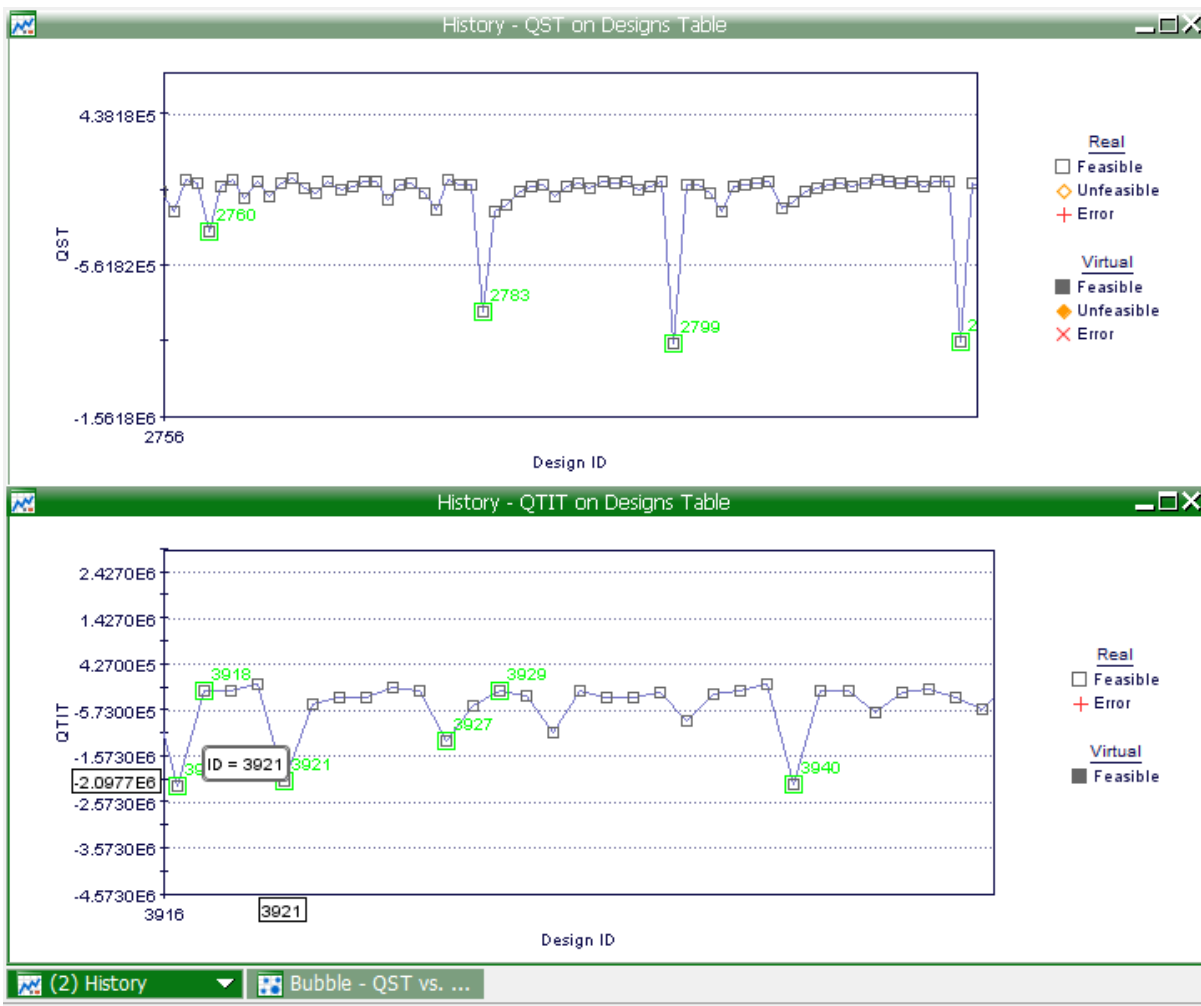 History - QST on Designs Table
4.3818E5
-5.6182E5
-1.5618E6
QST
2760
2783
2799
2
2756
Design ID
Real
Feasible
Unfeasible
Error
Virtual
Feasible
Unfeasible
Error
History - QTIT on Designs Table
2.4270E6
1.4270E6
4.2700E5
-5.7300E5
-1.5730E6
-2.0977E6
-2.5730E6
-3.5730E6
-4.5730E6
QTIT
3918
3929
3927
ID = 3921
3921
3940
3916
3921
Design ID
Real
Feasible
Error
Virtual
Feasible
(2) History
Bubble - QST vs. ...